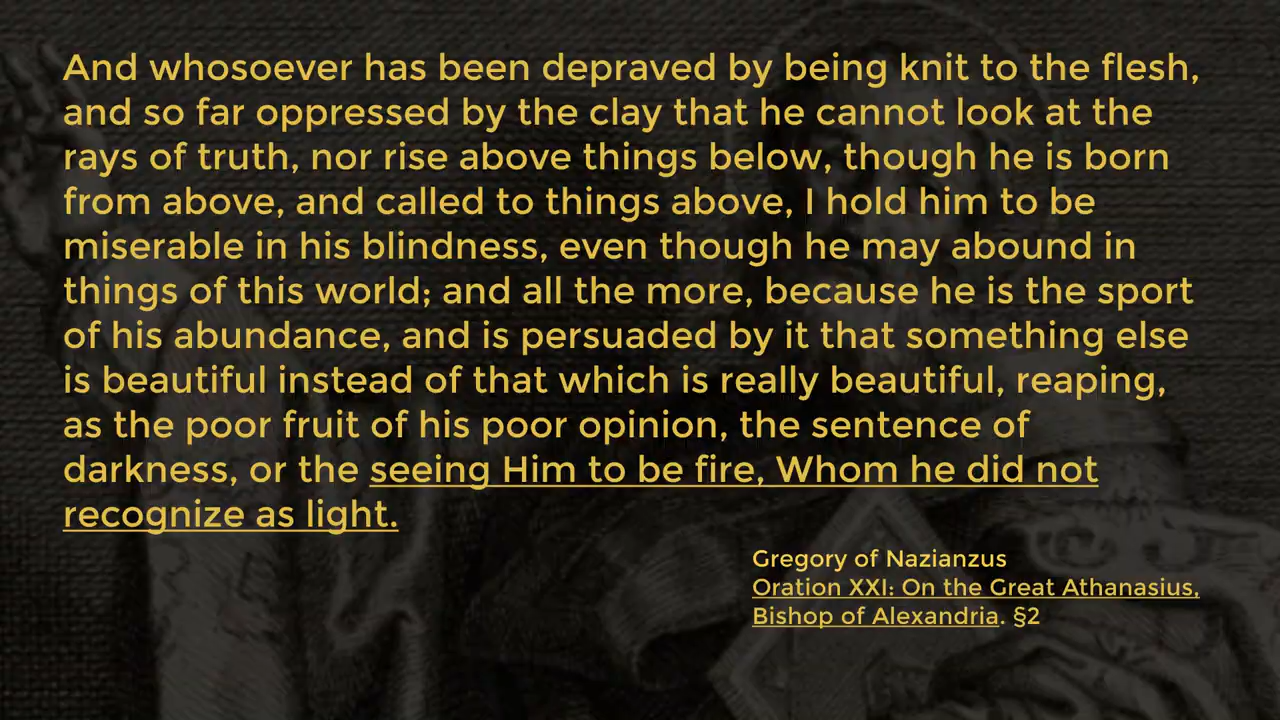 And whosoever has been depraved by being knit to the flesh,
and so far oppressed by the clay that he cannot look at the
rays of truth, nor rise above things below, though he is born
from above, and called to things above, I hold him to be
miserable in his blindness, even though he may abound in
things of this world; and all the more, because he is the sport
of his abundance, and is persuaded by it that something else
is beautiful instead of that which is really beautiful, reaping,
as the poor fruit of his poor opinion, the sentence of
darkness, or the seeing Him to be fire, Whom he did not
recognize as light.
Gregory of Nazianzus
Oration XXI: On the Great Athanasius,
Bishop of Alexandria. §2